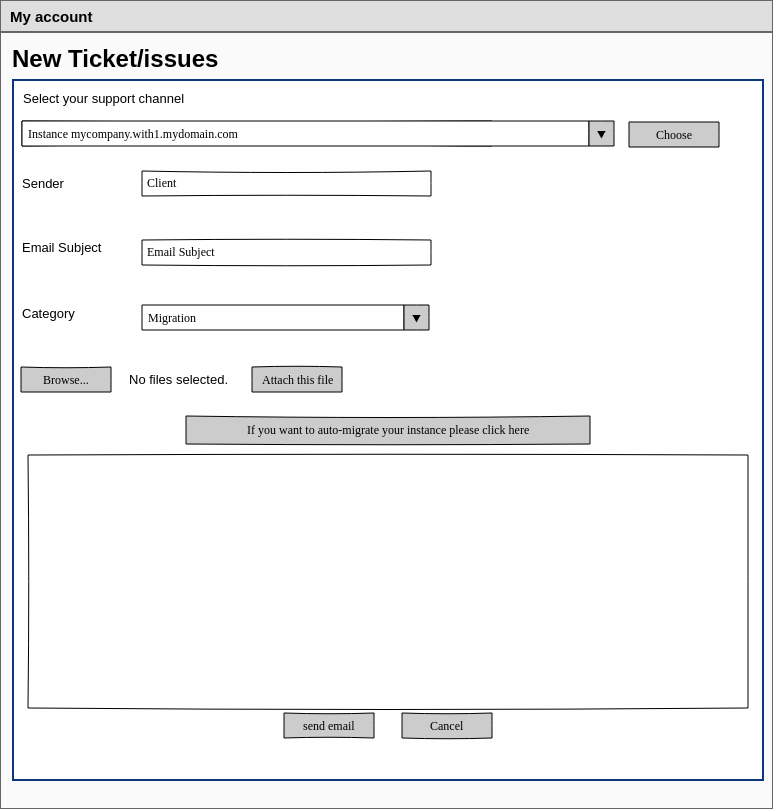 My account
New Ticket/issues
Select your support channel
Instance mycompany.with1.mydomain.com
Choose
Sender
Client
Email Subject
Email Subject
Category
Migration
Browse...
No files selected.
Attach this file
If you want to auto-migrate your instance please click here
send email
Cancel